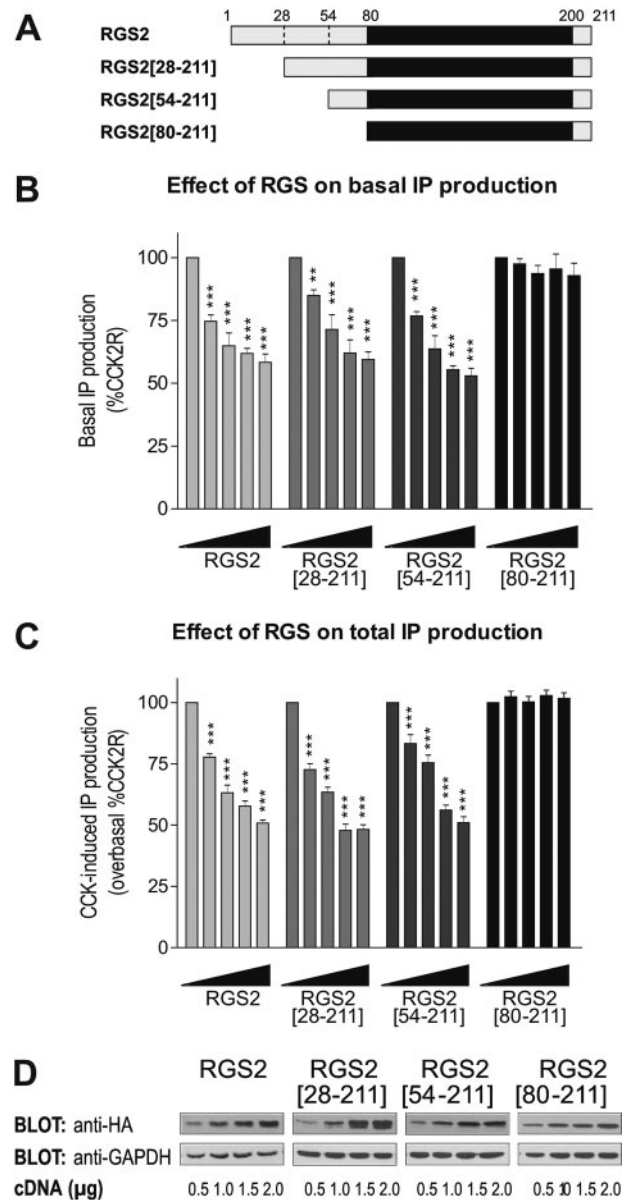 A
1 28 54 80 200 211
RGS2
RGS2[28-211]
RGS2[54-211]
RGS2[80-211]
B
Effect of RGS on basal IP production
Basal IP production
(%CCK2R)
100
75
50
25
0
*** *** *** ***
** *** *** ***
*** *** *** ***
RGS2
RGS2
[28-211]
RGS2
[54-211]
RGS2
[80-211]
C
Effect of RGS on total IP production
CCK-induced IP production
(overbasal %CCK2R)
100
75
50
25
0
*** *** *** ***
*** *** *** ***
*** *** *** ***
RGS2
RGS2
[28-211]
RGS2
[54-211]
RGS2
[80-211]
D
RGS2
RGS2
[28-211]
RGS2
[54-211]
RGS2
[80-211]
BLOT: anti-HA
BLOT: anti-GAPDH
cDNA (µg) 0.5 1.0 1.5 2.0 0.5 1.0 1.5 2.0 0.5 1.0 1.5 2.0 0.5 1.0 1.5 2.0